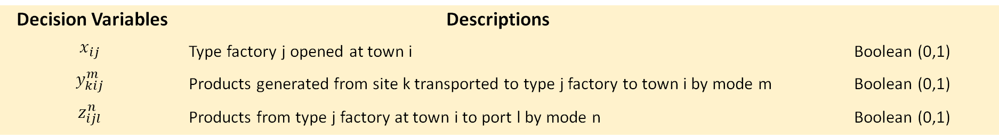 Decision Variables Descriptions
x_{ij} Type factory j opened at town i Boolean (0,1)
y_{kij}^{m} Products generated from site k transported to type j factory to town i by mode m Boolean (0,1)
z_{ijl}^{n} Products from type j factory at town i to port l by mode n Boolean (0,1)